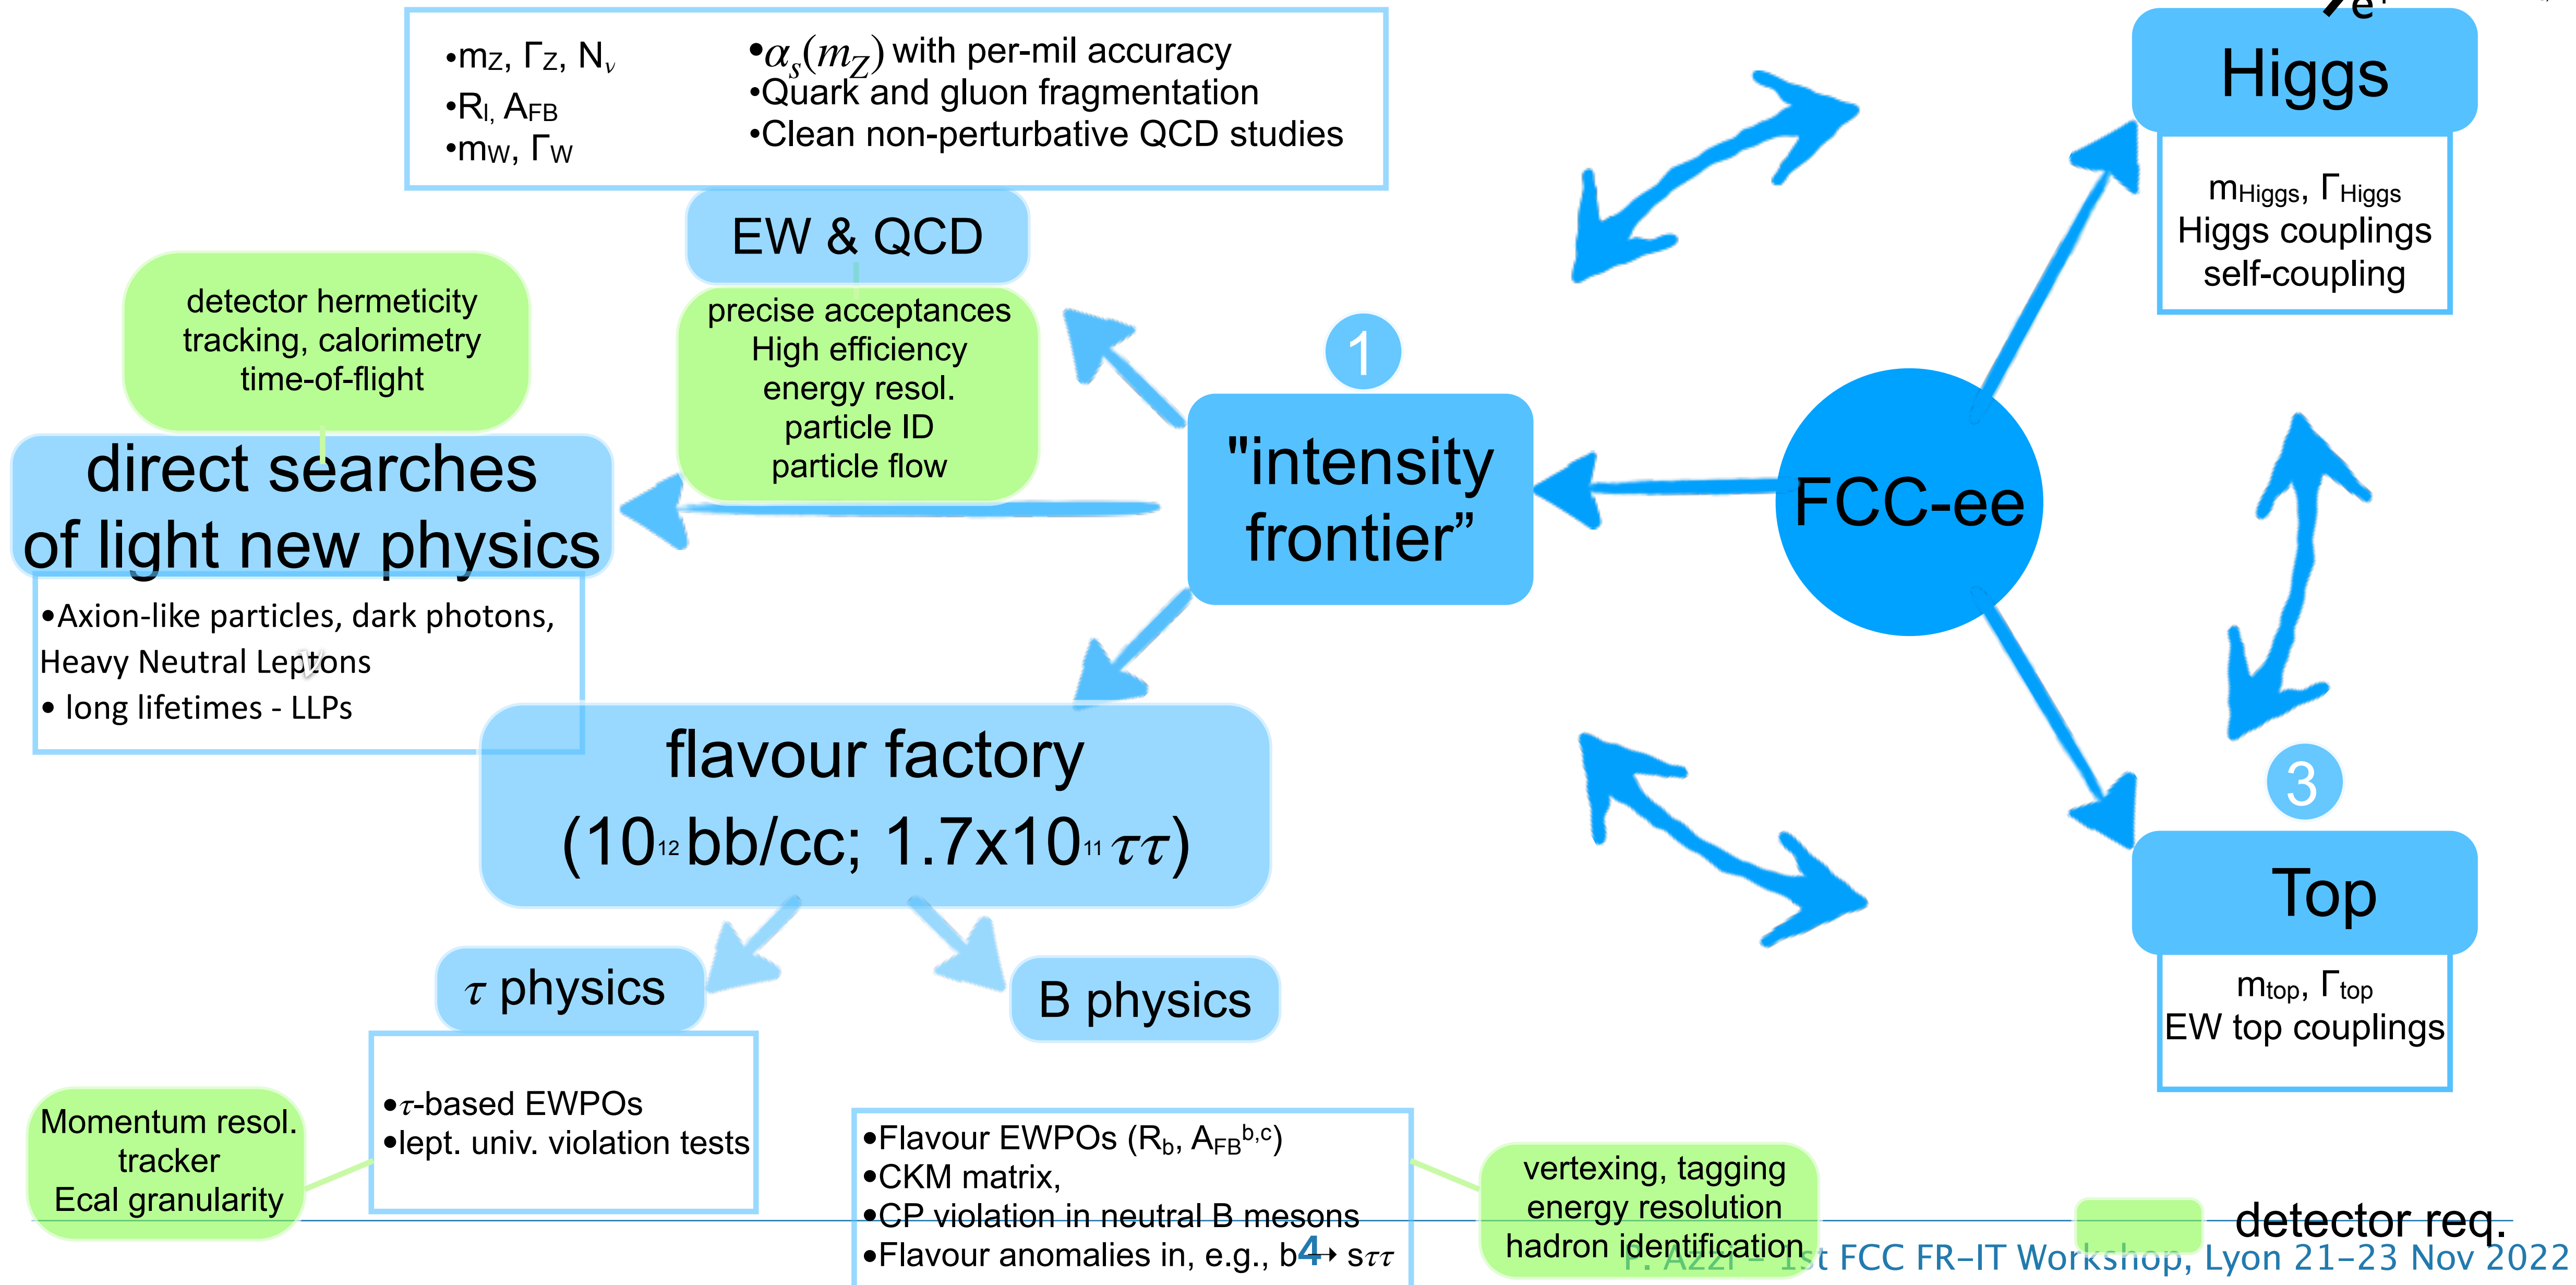 e⁺
•mZ, ΓZ, Nν
•Rl, AFB
•mW, ΓW
•αs(mZ) with per-mil accuracy
•Quark and gluon fragmentation
•Clean non-perturbative QCD studies
Higgs
mHiggs, ΓHiggs
Higgs couplings
self-coupling
EW & QCD
precise acceptances
High efficiency
energy resol.
particle ID
particle flow
detector hermeticity
tracking, calorimetry
time-of-flight
direct searches
of light new physics
•Axion-like particles, dark photons,
Heavy Neutral Leptons
• long lifetimes - LLPs
1
"intensity
frontier”
FCC-ee
flavour factory
(10¹² bb/cc; 1.7x10¹¹ ττ)
3
Top
mtop, Γtop
EW top couplings
τ physics
B physics
•τ-based EWPOs
•lept. univ. violation tests
Momentum resol.
tracker
Ecal granularity
•Flavour EWPOs (Rb, AFBb,c)
•CKM matrix,
•CP violation in neutral B mesons
•Flavour anomalies in, e.g., b → sττ
4
vertexing, tagging
energy resolution
hadron identification
detector req.
P. Azzi - 1st FCC FR-IT Workshop, Lyon 21-23 Nov 2022